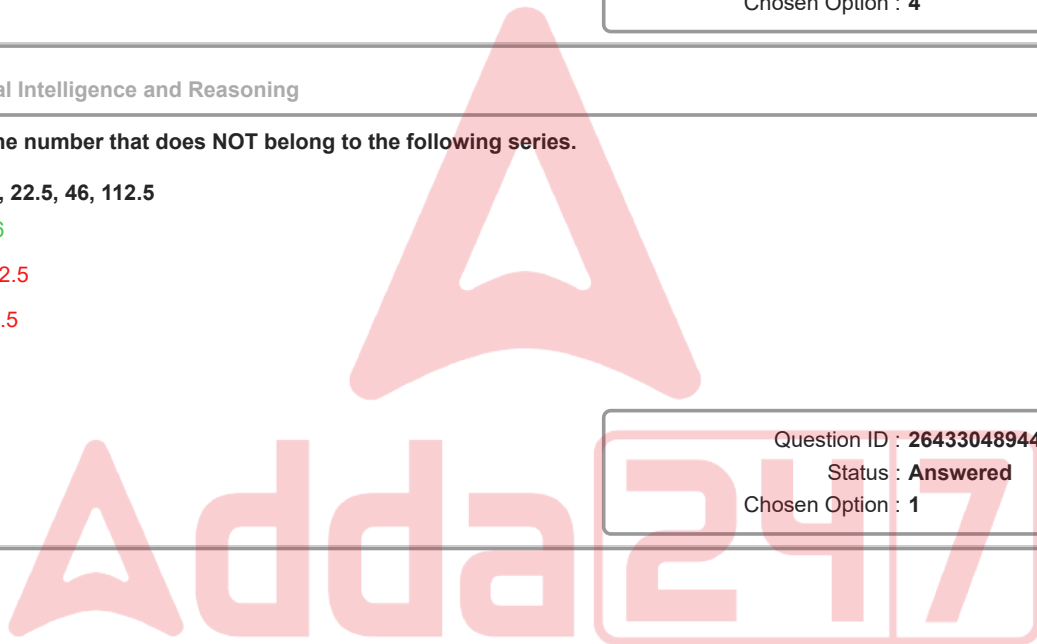 Chosen Option : 4
al Intelligence and Reasoning
he number that does NOT belong to the following series.
, 22.5, 46, 112.5
6
2.5
.5
Question ID : 26433048944
Status : Answered
Chosen Option : 1
Adda247